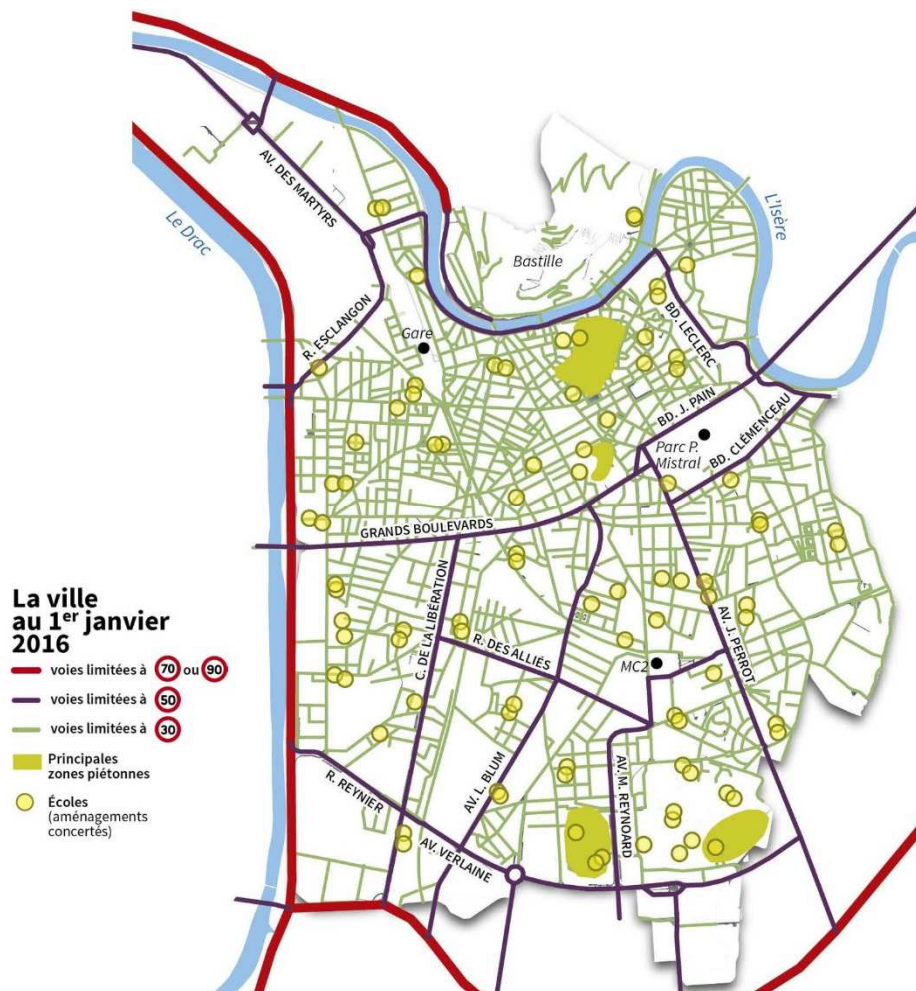 AV. DES MARTYRS
Le Drac
L'Isère
Bastille
R. ESCLANGON
Gare
BD. LECLERC
BD. J. PAIN
Parc P.
Mistral
BD. CLÉMENCEAU
GRANDS BOULEVARDS
C. DE LA LIBÉRATION
R. DES ALLIÉS
MC2
AV. J. PERROT
R. REYNIER
AV. L. BLUM
AV. M. REYNOARD
AV. VERLAINE
La ville
au 1er janvier
2016
voies limitées à 70 ou 90
voies limitées à 50
voies limitées à 30
Principales
zones piétonnes
Écoles
(aménagements
concertés)